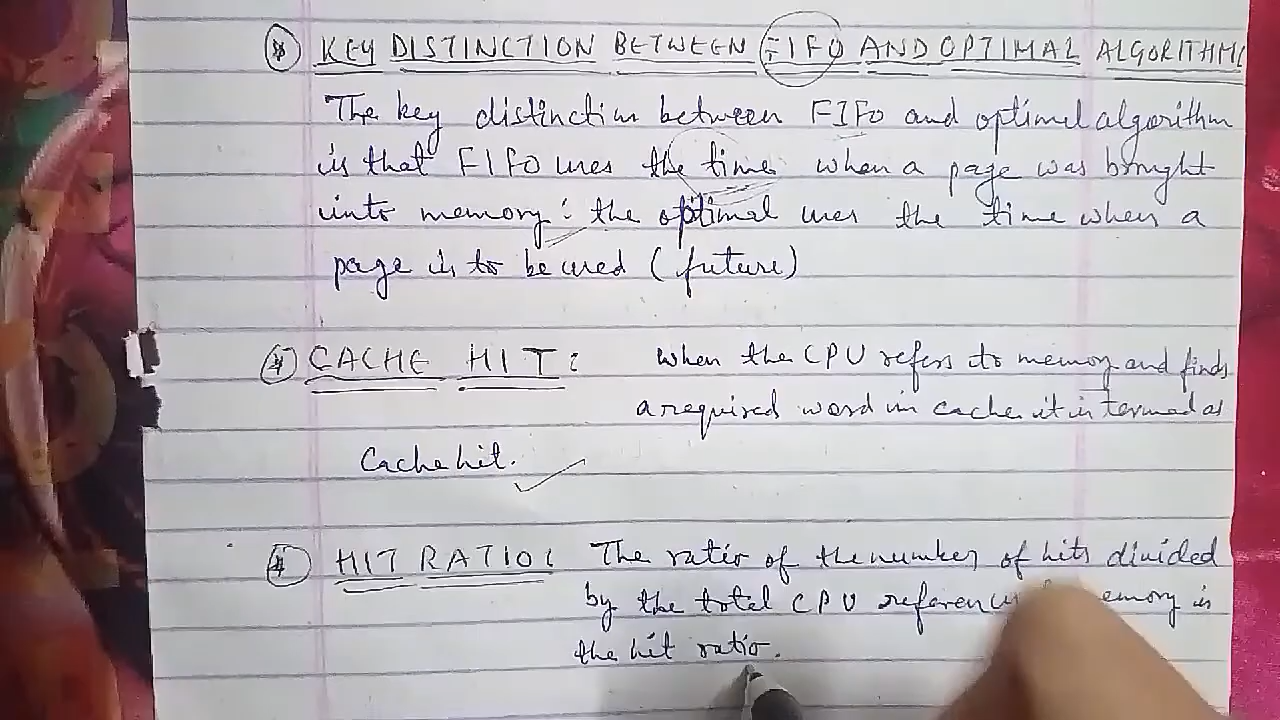 KEY DISTINCTION BETWEEN FIFO AND OPTIMAL ALGORITHM
The key distinction between FIFO and optimal algorithm
is that FIFO uses the time when a page was brought
into memory: the optimal uses the time when a
page is to be used (future)
CACHE HIT: When the CPU refers to memory and finds
a required word in cache it is termed as
Cache hit.
HIT RATIO: The ratio of the number of hits divided
by the total CPU is
the hit ratio.